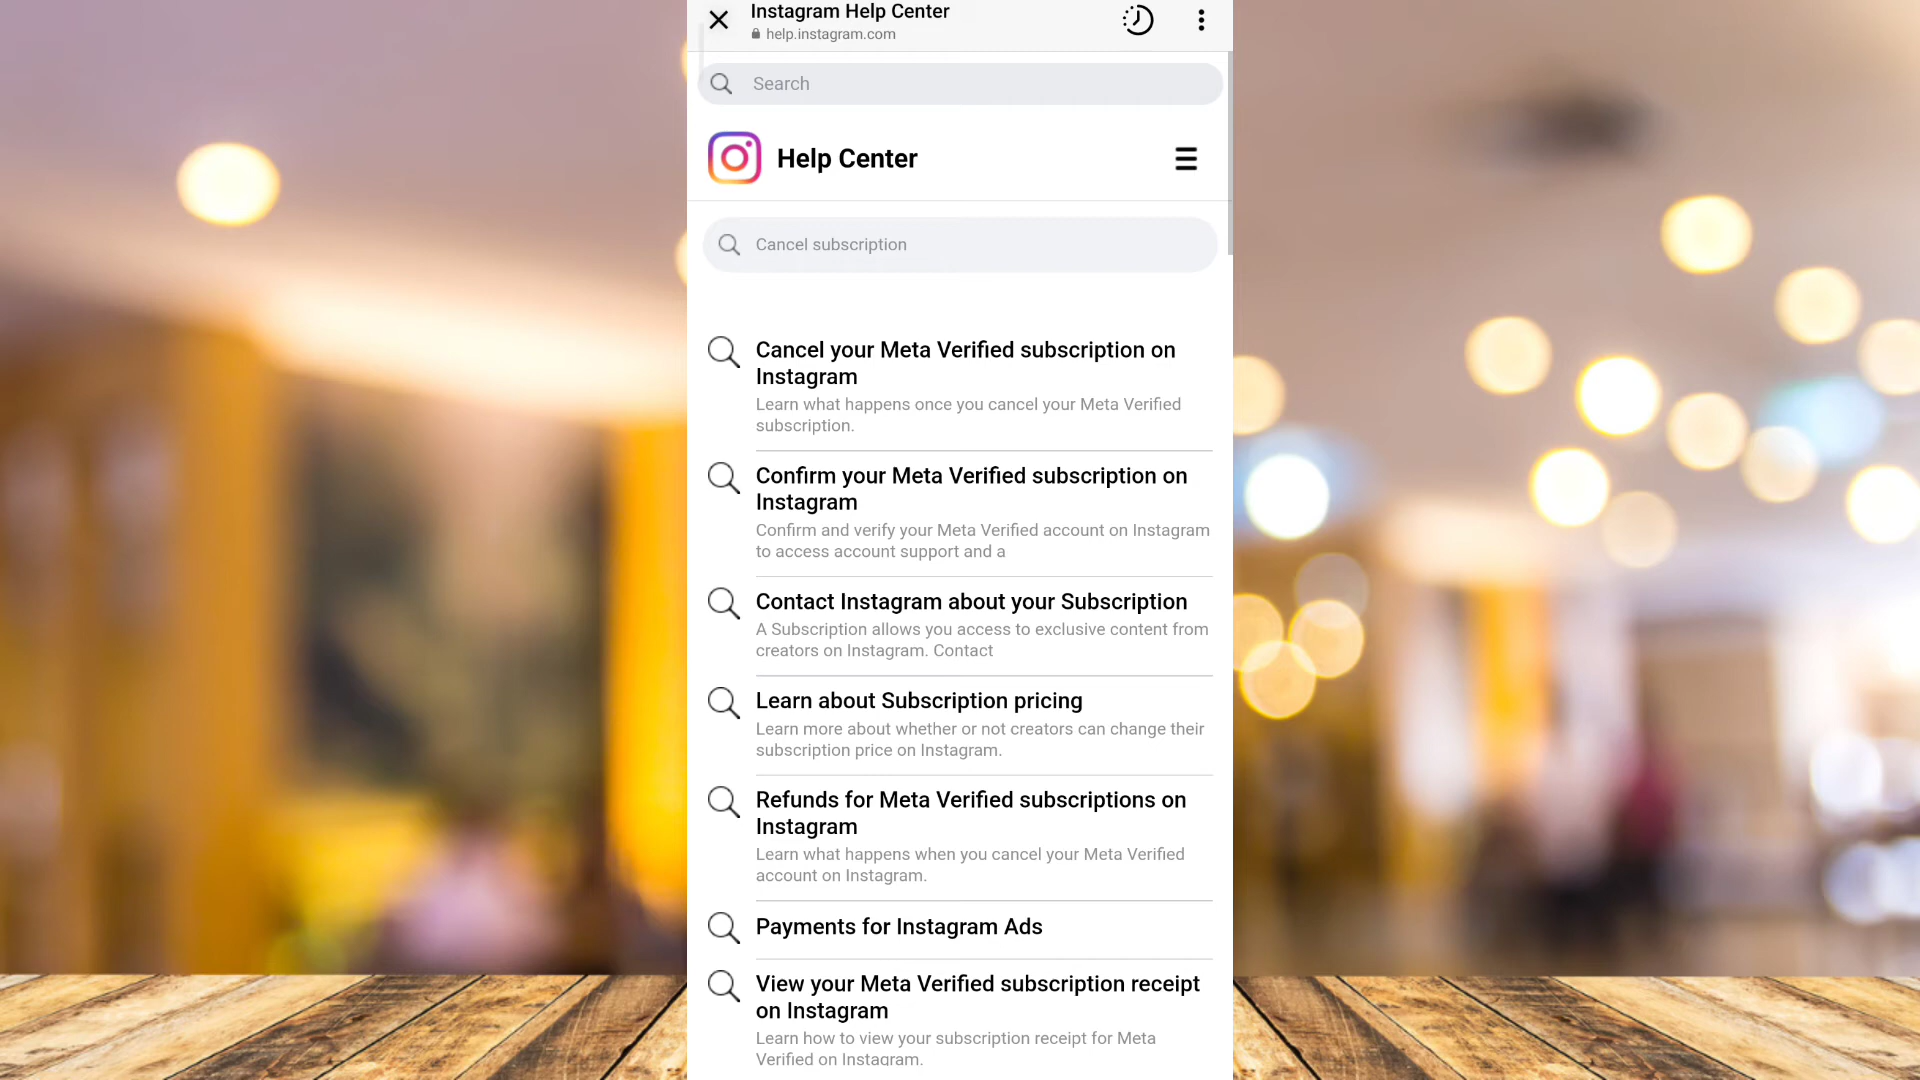 Instagram Help Center
help.instagram.com
Search
Help Center
Cancel subscription
Cancel your Meta Verified subscription on
Instagram
Learn what happens once you cancel your Meta Verified
subscription.
Confirm your Meta Verified subscription on
Instagram
Confirm and verify your Meta Verified account on Instagram
to access account support and a
Contact Instagram about your Subscription
A Subscription allows you access to exclusive content from
creators on Instagram. Contact
Learn about Subscription pricing
Learn more about whether or not creators can change their
subscription price on Instagram.
Refunds for Meta Verified subscriptions on
Instagram
Learn what happens when you cancel your Meta Verified
account on Instagram.
Payments for Instagram Ads
View your Meta Verified subscription receipt
on Instagram
Learn how to view your subscription receipt for Meta
Verified on Instagram.